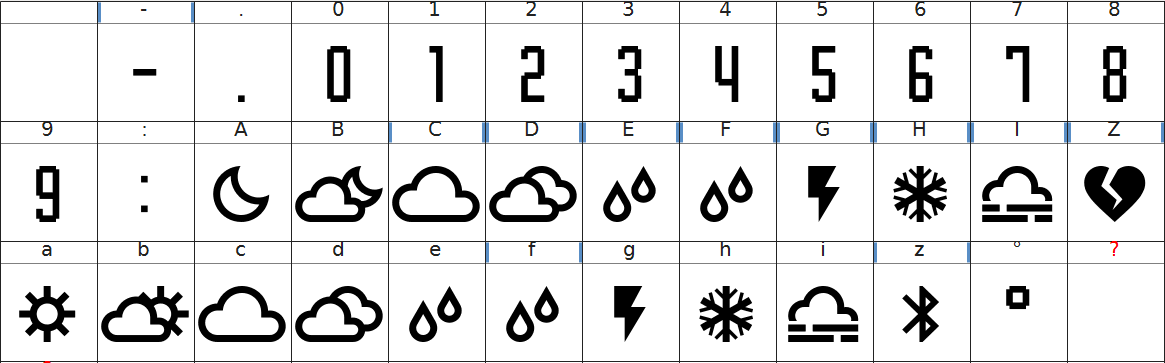 - . 0 1 2 3 4 5 6 7 8
- . 0 1 2 3 4 5 6 7 8
9 : A B C D E F G H I Z
9 :
a b c d e f g h i z ° ?
°